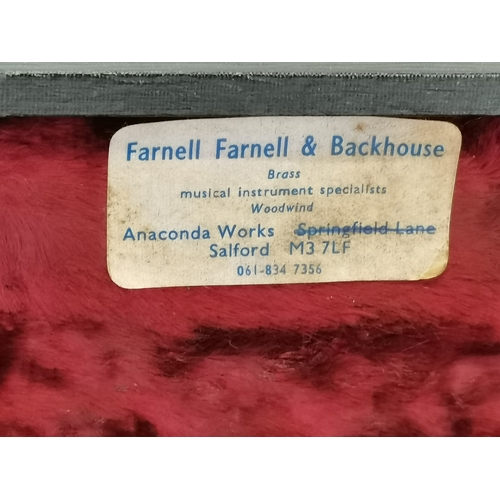 Farnell Farnell & Backhouse
Brass
musical instrument specialists
Woodwind
Anaconda Works Springfield Lane
Salford M3 7LF
061-834 7356